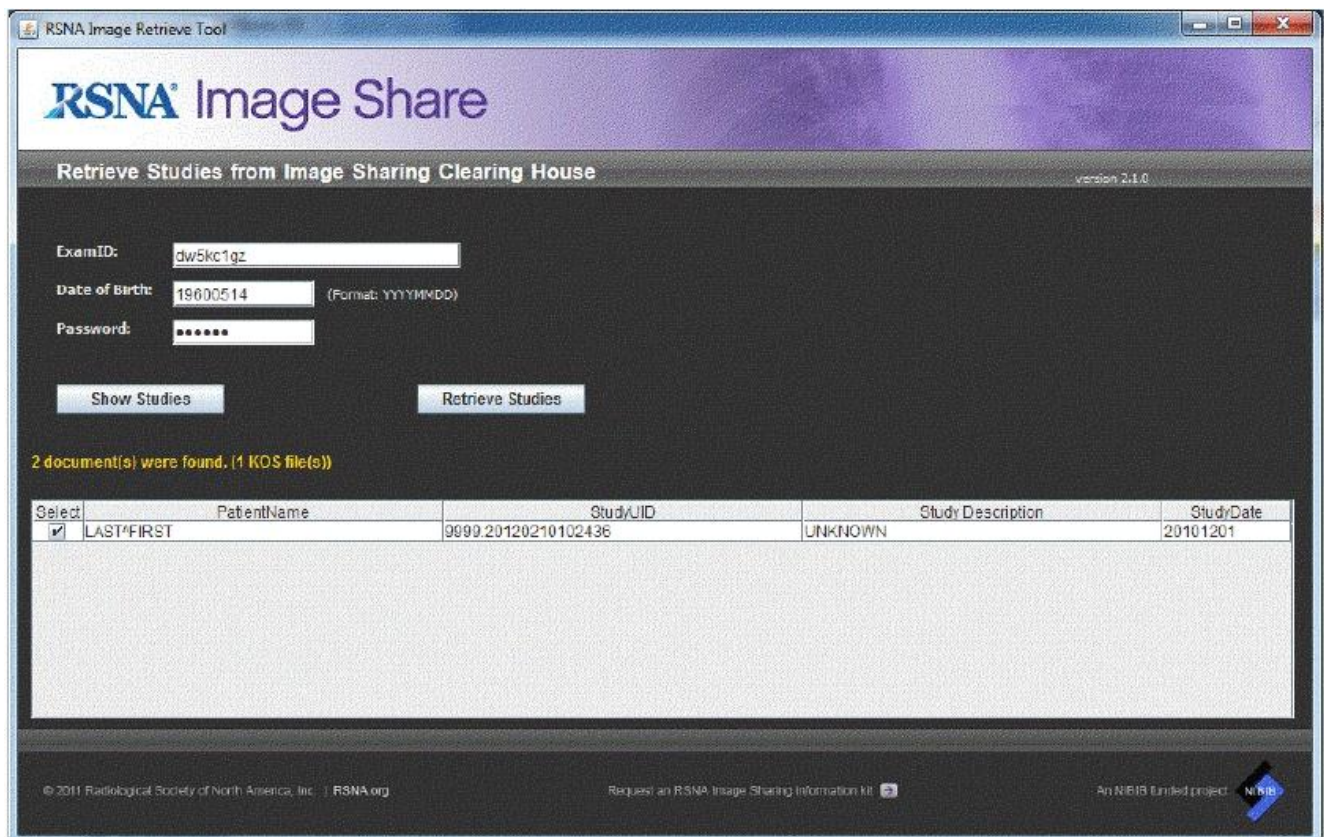 RSNA Image Retrieve Tool
RSNA® Image Share
Retrieve Studies from Image Sharing Clearing House
version 2.1.0
ExamID: dw5kc1gz
Date of Birth: 19600514 (Format: YYYYMMDD)
Password: ••••••
Show Studies Retrieve Studies
2 document(s) were found. (1 KOS file(s))
Select PatientName StudyUID Study Description StudyDate
LAST^FIRST 9999.20120210102436 UNKNOWN 20101201
© 2011 Radiological Society of North America, Inc. | RSNA.org Request an RSNA Image Sharing Information kit An NIBIB funded project NIBIB